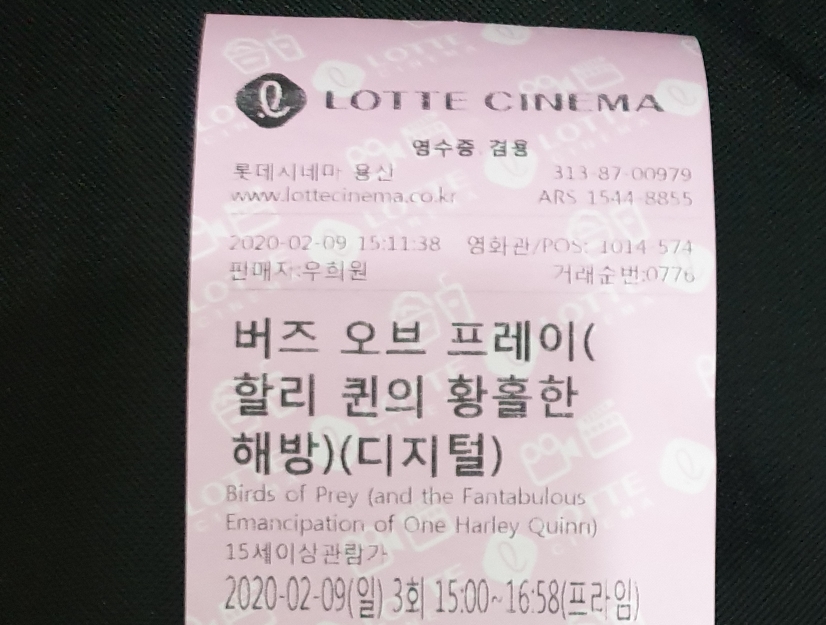 LOTTE CINEMA
영수증 겸용
롯데시네마 용산 313-87-00979
www.lottecinema.co.kr ARS 1544-8855
2020-02-09 15:11:38 영화관/POS: 1014-574
판매자:우희원 거래순번:0776
버즈 오브 프레이(
할리 퀸의 황홀한
해방)(디지털)
Birds of Prey (and the Fantabulous
Emancipation of One Harley Quinn)
15세이상관람가
2020-02-09(일) 3회 15:00~16:58(프라임)